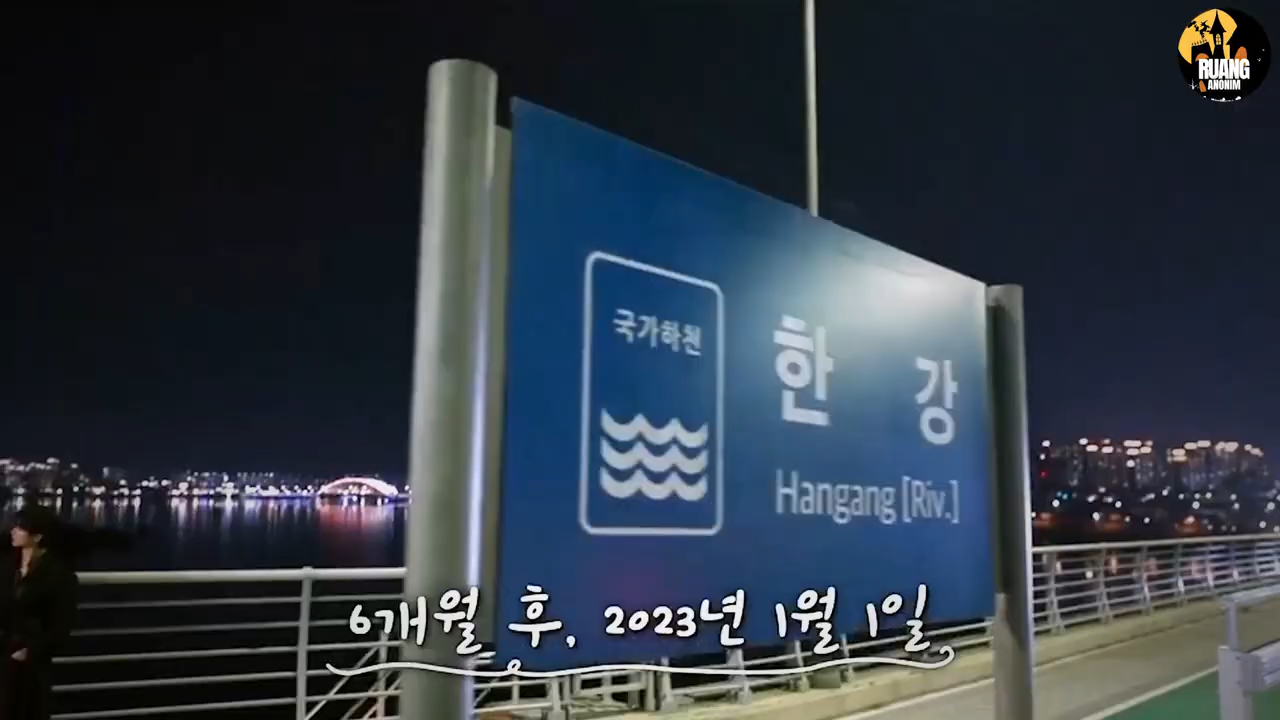 RUANG
ANONIM
국가하천
한 강
Hangang [Riv.]
6개월 후, 2023년 1월 1일